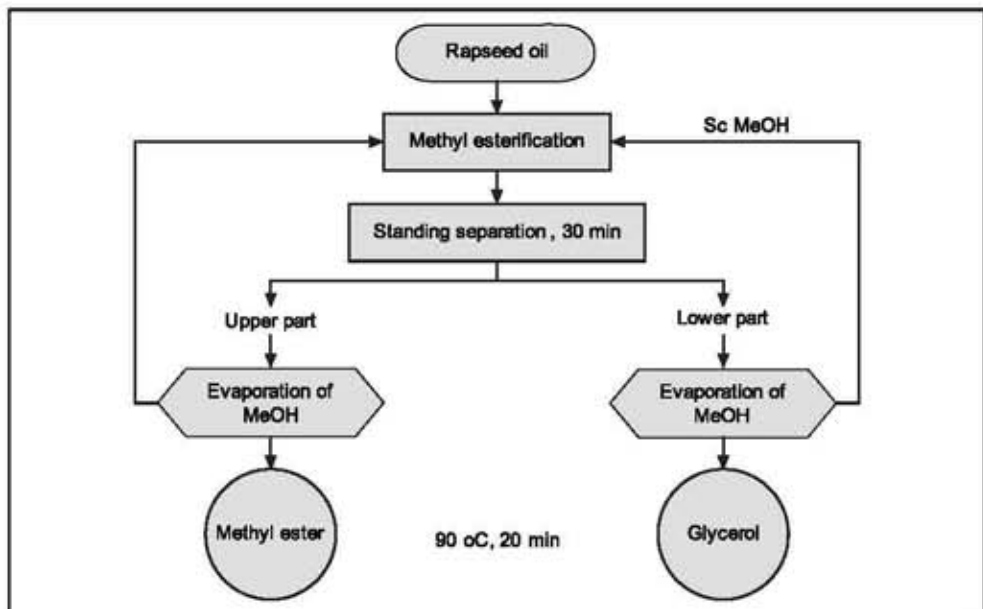 Rapseed oil
Sc MeOH
Methyl esterification
Standing separation , 30 min
Upper part
Lower part
Evaporation of
MeOH
Evaporation of
MeOH
Methyl ester
90 oC, 20 min
Glycerol